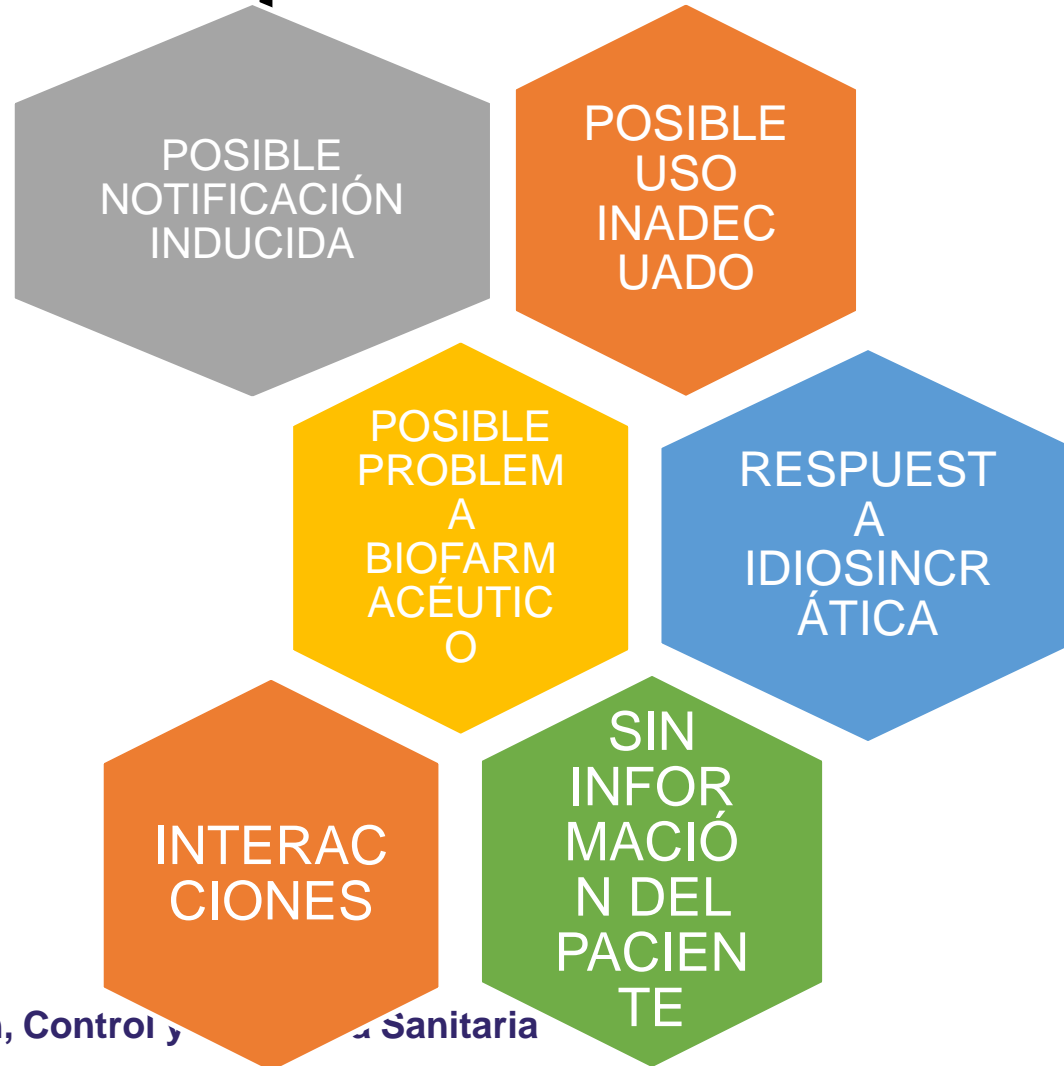 POSIBLE
NOTIFICACIÓN
INDUCIDA
POSIBLE
USO
INADEC
UADO
POSIBLE
PROBLEM
A
BIOFARM
ACÉUTIC
O
RESPUEST
A
IDIOSINCR
ÁTICA
INTERAC
CIONES
SIN
INFOR
MACIÓ
N DEL
PACIEN
TE
, Control y Sanitaria